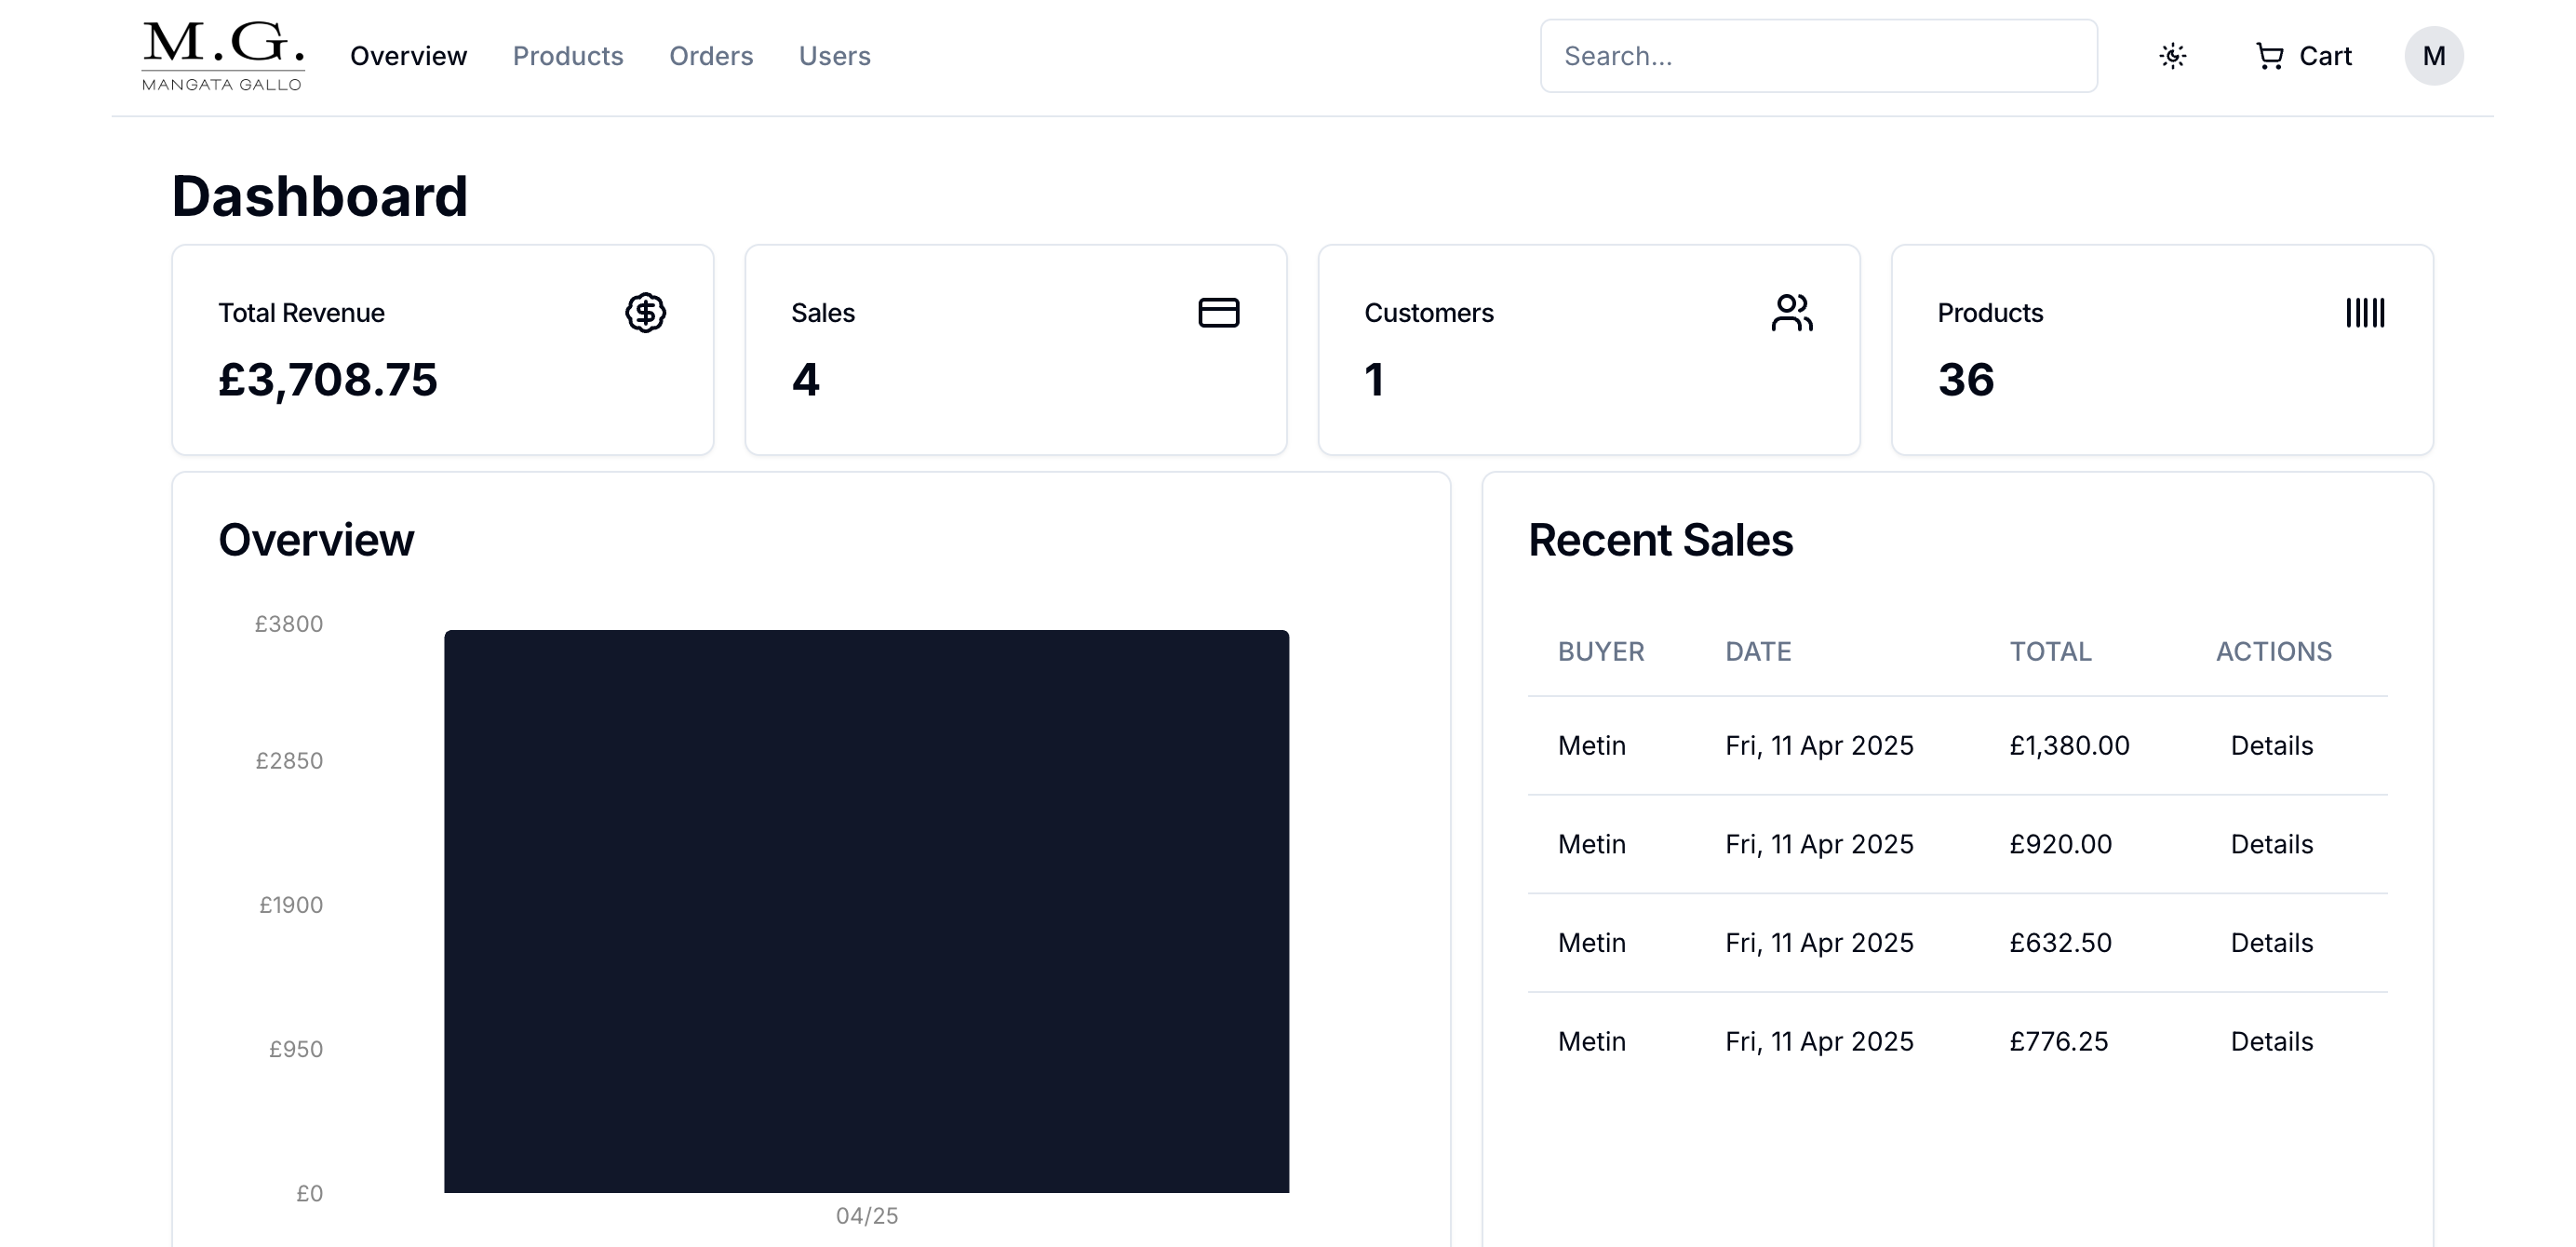 M.G.
MANGATA GALLO
Overview Products Orders Users Search... Cart M
Dashboard
Total Revenue
£3,708.75
Sales
4
Customers
1
Products
36
Overview
£3800
£2850
£1900
£950
£0
04/25
Recent Sales
BUYER DATE TOTAL ACTIONS
Metin Fri, 11 Apr 2025 £1,380.00 Details
Metin Fri, 11 Apr 2025 £920.00 Details
Metin Fri, 11 Apr 2025 £632.50 Details
Metin Fri, 11 Apr 2025 £776.25 Details